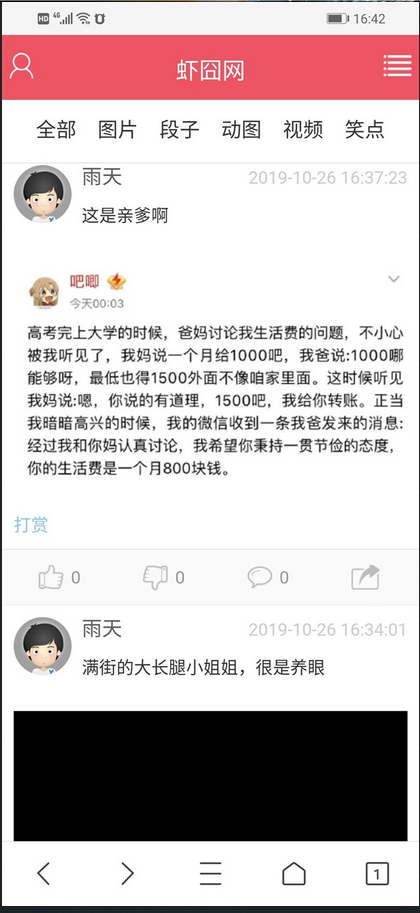 HD 4G 16:42
虾囧网
全部 图片 段子 动图 视频 笑点
雨天 2019-10-26 16:37:23
这是亲爹啊
吧唧
今天00:03
高考完上大学的时候，爸妈讨论我生活费的问题，不小心
被我听见了，我妈说一个月给1000吧，我爸说:1000哪
能够呀，最低也得1500外面不像咱家里面。这时候听见
我妈说:嗯，你说的有道理，1500吧，我给你转账。正当
我暗暗高兴的时候，我的微信收到一条我爸发来的消息:
经过我和你妈认真讨论，我希望你秉持一贯节俭的态度，
你的生活费是一个月800块钱。
打赏
0 0 0
雨天 2019-10-26 16:34:01
满街的大长腿小姐姐，很是养眼
1